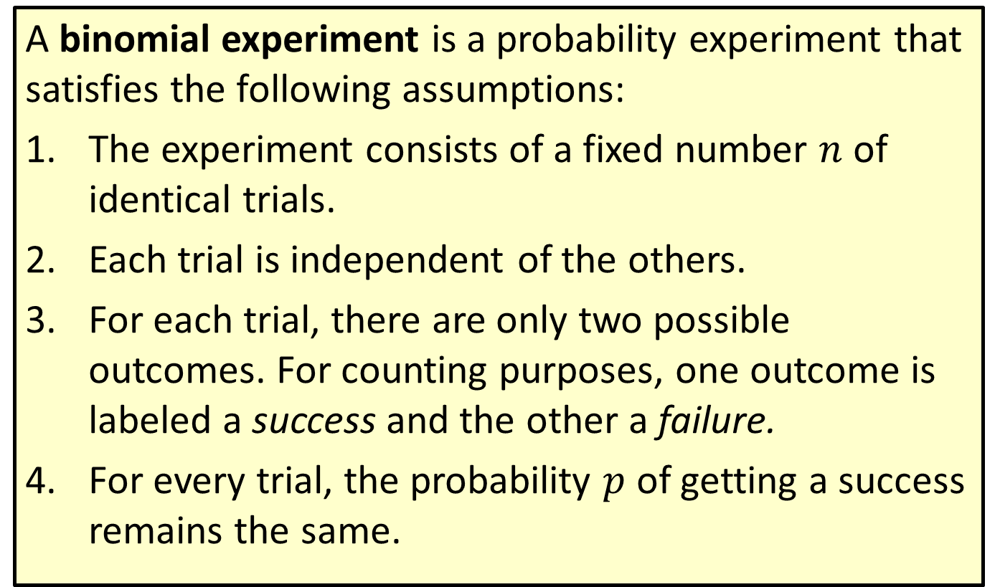 A binomial experiment is a probability experiment that
satisfies the following assumptions:
1. The experiment consists of a fixed number n of
identical trials.
2. Each trial is independent of the others.
3. For each trial, there are only two possible
outcomes. For counting purposes, one outcome is
labeled a success and the other a failure.
4. For every trial, the probability p of getting a success
remains the same.